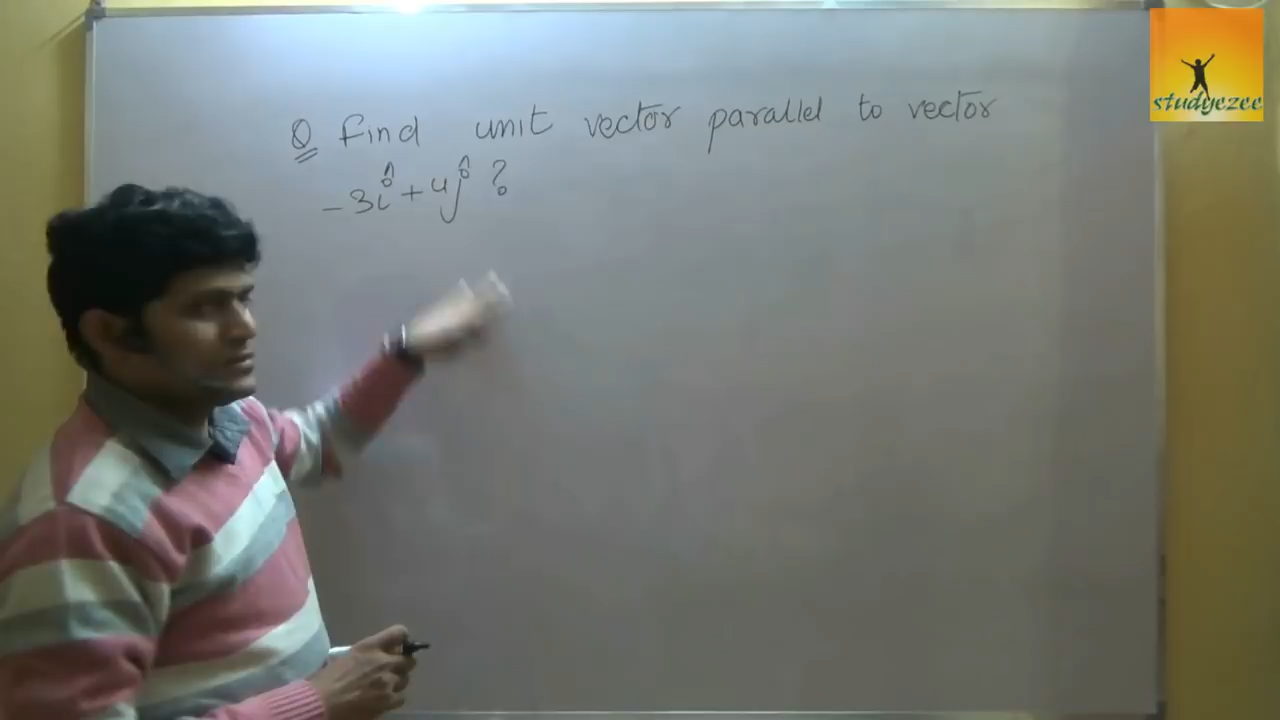 Q Find unit vector parallel to vector
-3î + 4ĵ ?
studyezee